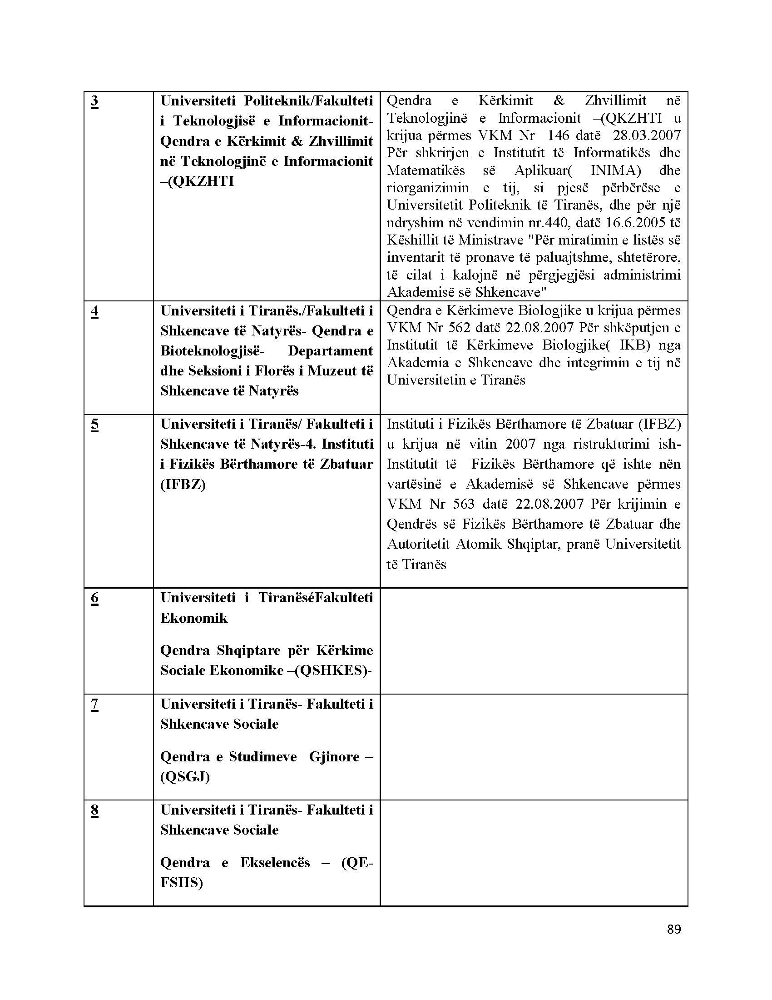 3
Universiteti Politeknik/Fakulteti
i Teknologjisë e Informacionit-
Qendra e Kërkimit & Zhvillimit
në Teknologjinë e Informacionit
–(QKZHTI
Qendra e Kërkimit & Zhvillimit në
Teknologjinë e Informacionit –(QKZHTI u
krijua përmes VKM Nr 146 datë 28.03.2007
Për shkrirjen e Institutit të Informatikës dhe
Matematikës së Aplikuar( INIMA) dhe
riorganizimin e tij, si pjesë përbërëse e
Universitetit Politeknik të Tiranës, dhe për një
ndryshim në vendimin nr.440, datë 16.6.2005 të
Këshillit të Ministrave "Për miratimin e listës së
inventarit të pronave të paluajtshme, shtetërore,
të cilat i kalojnë në përgjegjësi administrimi
Akademisë së Shkencave"
4
Universiteti i Tiranës./Fakulteti i
Shkencave të Natyrës- Qendra e
Bioteknologjisë- Departament
dhe Seksioni i Florës i Muzeut të
Shkencave të Natyrës
Qendra e Kërkimeve Biologjike u krijua përmes
VKM Nr 562 datë 22.08.2007 Për shkëputjen e
Institutit të Kërkimeve Biologjike( IKB) nga
Akademia e Shkencave dhe integrimin e tij në
Universitetin e Tiranës
5
Universiteti i Tiranës/ Fakulteti i
Shkencave të Natyrës-4. Instituti
i Fizikës Bërthamore të Zbatuar
(IFBZ)
Instituti i Fizikës Bërthamore të Zbatuar (IFBZ)
u krijua në vitin 2007 nga ristrukturimi ish-
Institutit të Fizikës Bërthamore që ishte nën
vartësinë e Akademisë së Shkencave përmes
VKM Nr 563 datë 22.08.2007 Për krijimin e
Qendrës së Fizikës Bërthamore të Zbatuar dhe
Autoritetit Atomik Shqiptar, pranë Universitetit
të Tiranës
6
Universiteti i TiranëséFakulteti
Ekonomik
Qendra Shqiptare për Kërkime
Sociale Ekonomike –(QSHKES)-
7
Universiteti i Tiranës- Fakulteti i
Shkencave Sociale
Qendra e Studimeve Gjinore –
(QSGJ)
8
Universiteti i Tiranës- Fakulteti i
Shkencave Sociale
Qendra e Ekselencës – (QE-
FSHS)
89